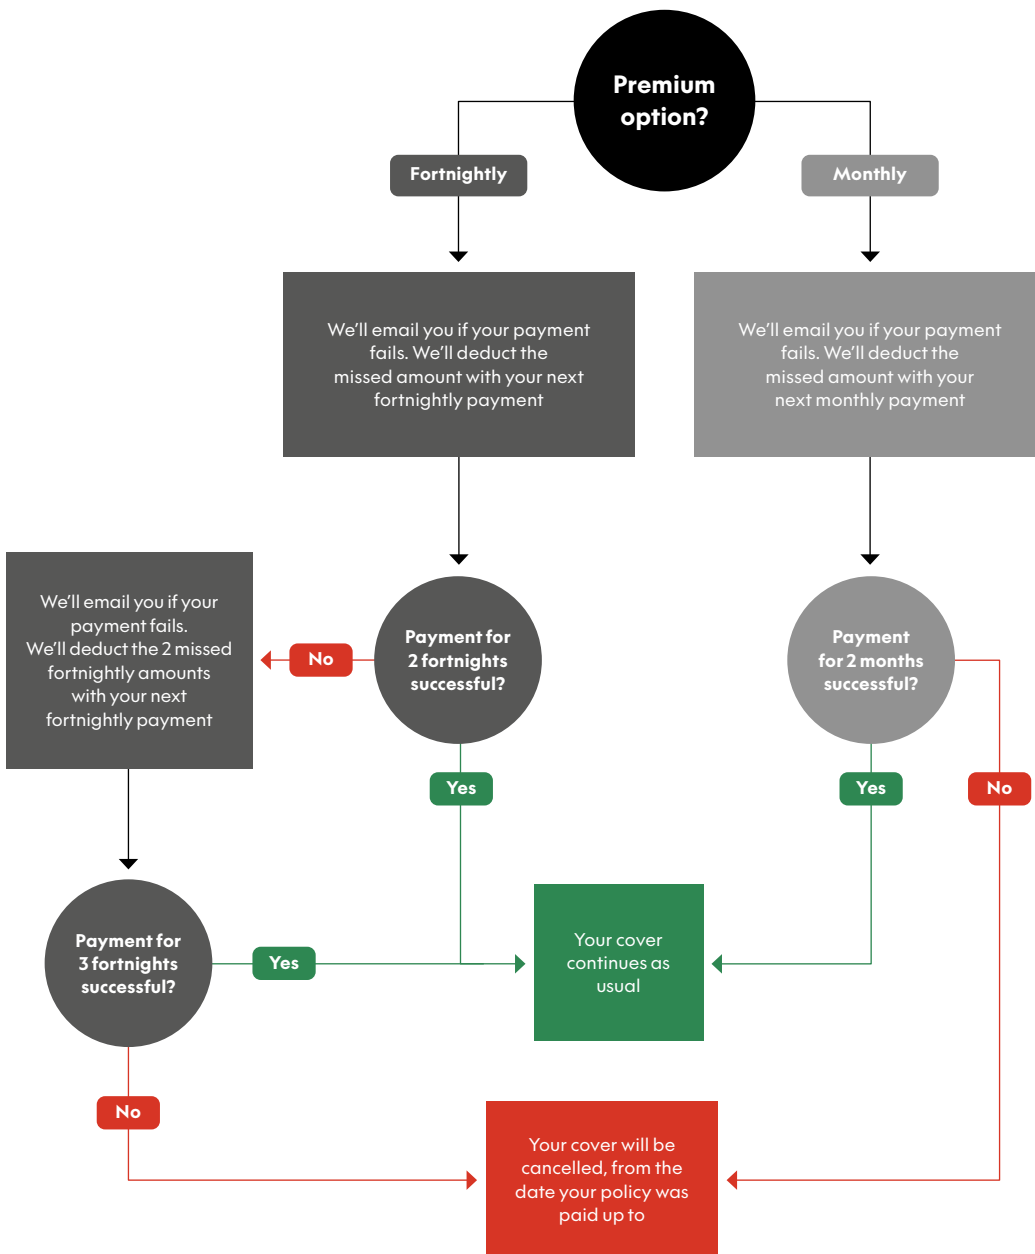 Premium
option?
Fortnightly
Monthly
We’ll email you if your payment
fails. We’ll deduct the
missed amount with your next
fortnightly payment
We’ll email you if your payment
fails. We’ll deduct the
missed amount with your
next monthly payment
We’ll email you if your
payment fails.
We’ll deduct the 2 missed
fortnightly amounts
with your next
fortnightly payment
No
Payment for
2 fortnights
successful?
Payment
for 2 months
successful?
Yes
Yes
No
Payment for
3 fortnights
successful?
Yes
Your cover
continues as
usual
No
Your cover will be
cancelled, from the
date your policy was
paid up to